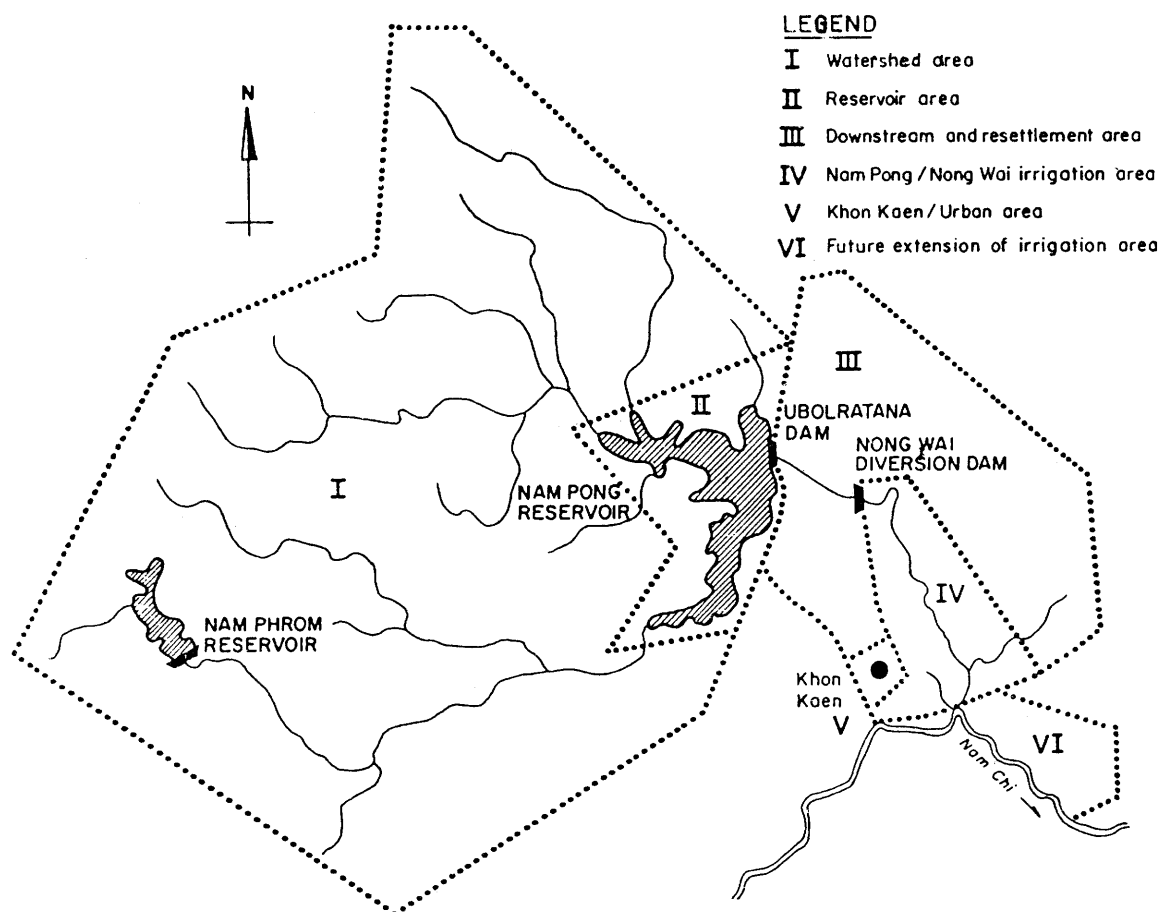 LEGEND
I Watershed area
II Reservoir area
III Downstream and resettlement area
IV Nam Pong / Nong Wai irrigation area
V Khon Kaen / Urban area
VI Future extension of irrigation area
N
III
II
UBOLRATANA
DAM
NONG WAI
DIVERSION DAM
I
NAM PONG
RESERVOIR
IV
NAM PHROM
RESERVOIR
Khon
Kaen
V
VI
Nam Chi